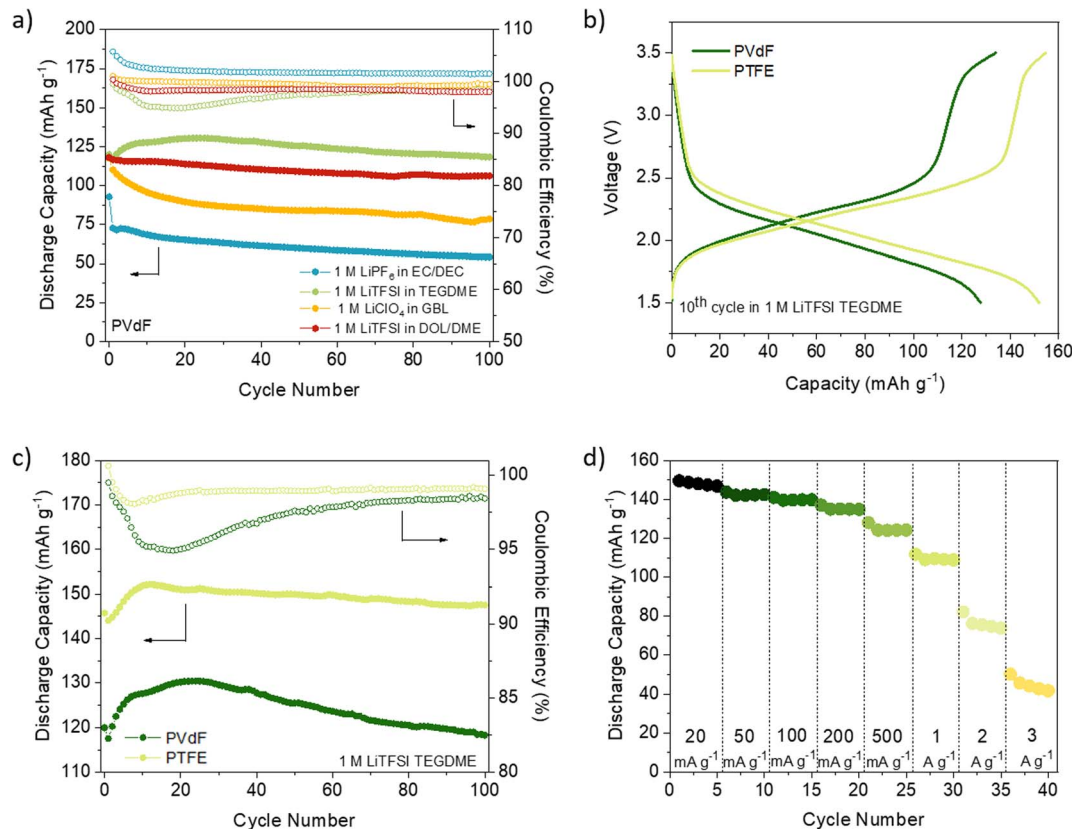 a)
200
175
150
125
100
75
50
25
0
Discharge Capacity (mAh g⁻¹)
110
100
90
80
70
60
50
Coulombic Efficiency (%)
1 M LiPF₆ in EC/DEC
1 M LiTFSI in TEGDME
1 M LiClO₄ in GBL
1 M LiTFSI in DOL/DME
PVdF
0 20 40 60 80 100
Cycle Number
b)
PVdF
PTFE
3.5
3.0
2.5
2.0
1.5
Voltage (V)
10ᵗʰ cycle in 1 M LiTFSI TEGDME
0 20 40 60 80 100 120 140 160
Capacity (mAh g⁻¹)
c)
180
170
160
150
140
130
120
110
Discharge Capacity (mAh g⁻¹)
100
95
90
85
80
Coulombic Efficiency (%)
PVdF
PTFE
1 M LiTFSI TEGDME
0 20 40 60 80 100
Cycle Number
d)
160
140
120
100
80
60
40
20
0
Discharge Capacity (mAh g⁻¹)
20 50 100 200 500 1 2 3
mA g⁻¹ mA g⁻¹ mA g⁻¹ mA g⁻¹ mA g⁻¹ A g⁻¹ A g⁻¹ A g⁻¹
0 5 10 15 20 25 30 35 40
Cycle Number